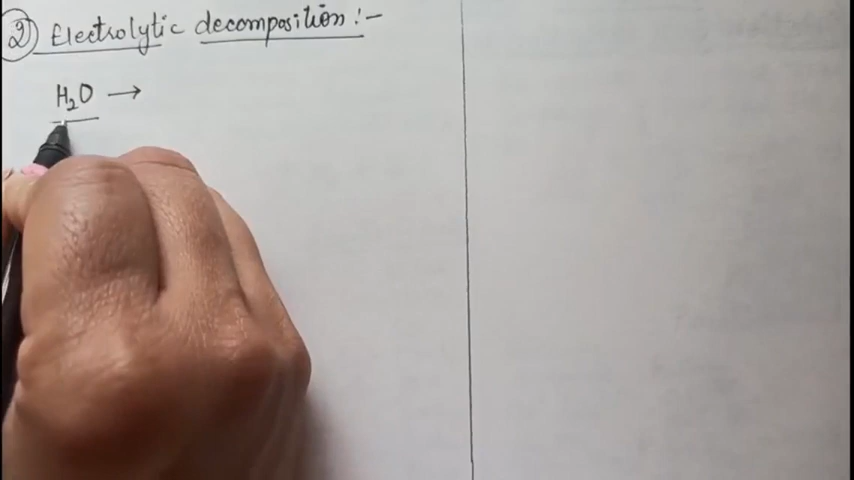 2) Electrolytic decomposition :-
H₂O →